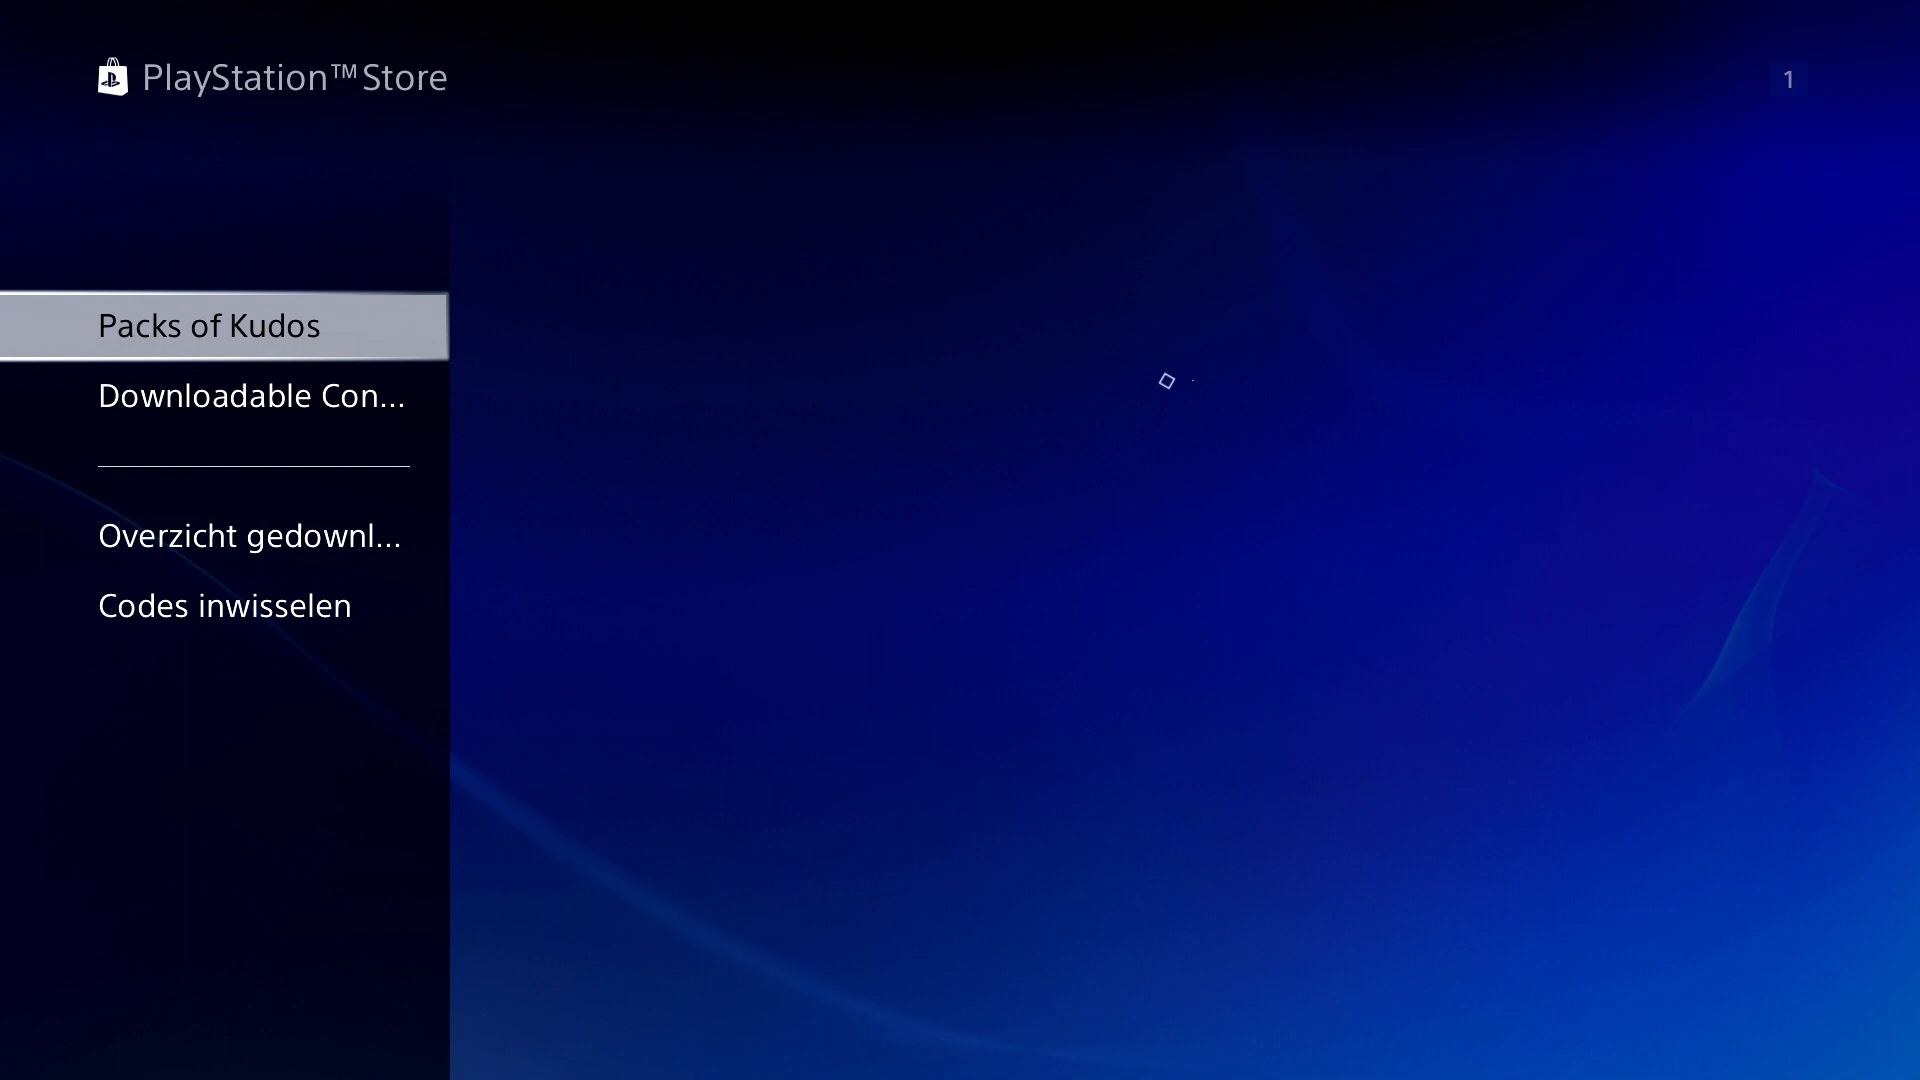 PlayStation™Store
1
Packs of Kudos
Downloadable Con...
Overzicht gedownl...
Codes inwisselen